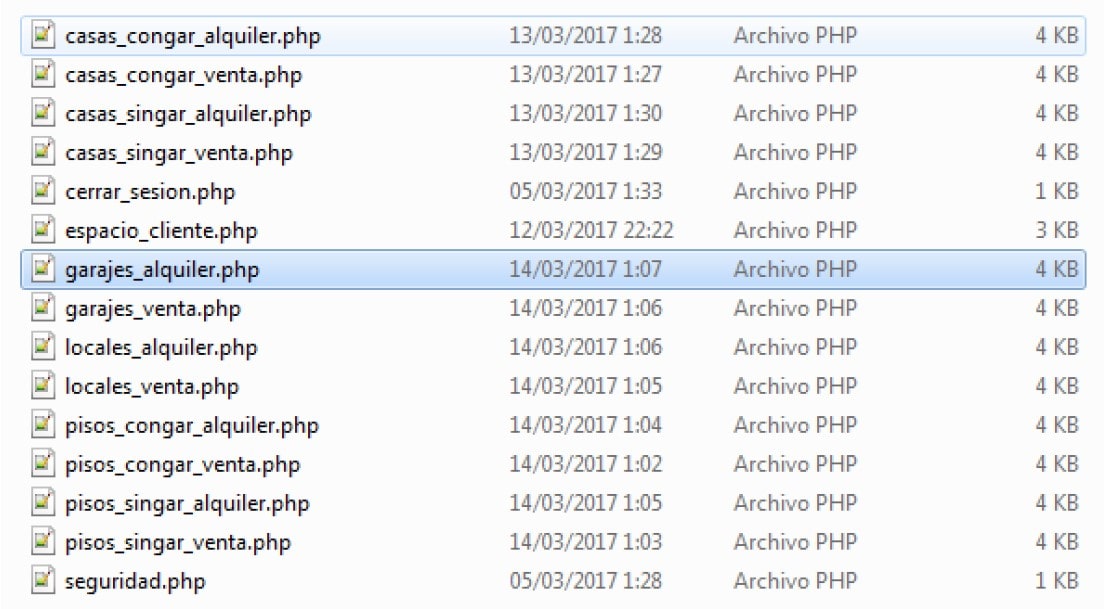 casas_congar_alquiler.php 13/03/2017 1:28 Archivo PHP 4 KB
casas_congar_venta.php 13/03/2017 1:27 Archivo PHP 4 KB
casas_singar_alquiler.php 13/03/2017 1:30 Archivo PHP 4 KB
casas_singar_venta.php 13/03/2017 1:29 Archivo PHP 4 KB
cerrar_sesion.php 05/03/2017 1:33 Archivo PHP 1 KB
espacio_cliente.php 12/03/2017 22:22 Archivo PHP 3 KB
garajes_alquiler.php 14/03/2017 1:07 Archivo PHP 4 KB
garajes_venta.php 14/03/2017 1:06 Archivo PHP 4 KB
locales_alquiler.php 14/03/2017 1:06 Archivo PHP 4 KB
locales_venta.php 14/03/2017 1:05 Archivo PHP 4 KB
pisos_congar_alquiler.php 14/03/2017 1:04 Archivo PHP 4 KB
pisos_congar_venta.php 14/03/2017 1:02 Archivo PHP 4 KB
pisos_singar_alquiler.php 14/03/2017 1:05 Archivo PHP 4 KB
pisos_singar_venta.php 14/03/2017 1:03 Archivo PHP 4 KB
seguridad.php 05/03/2017 1:28 Archivo PHP 1 KB